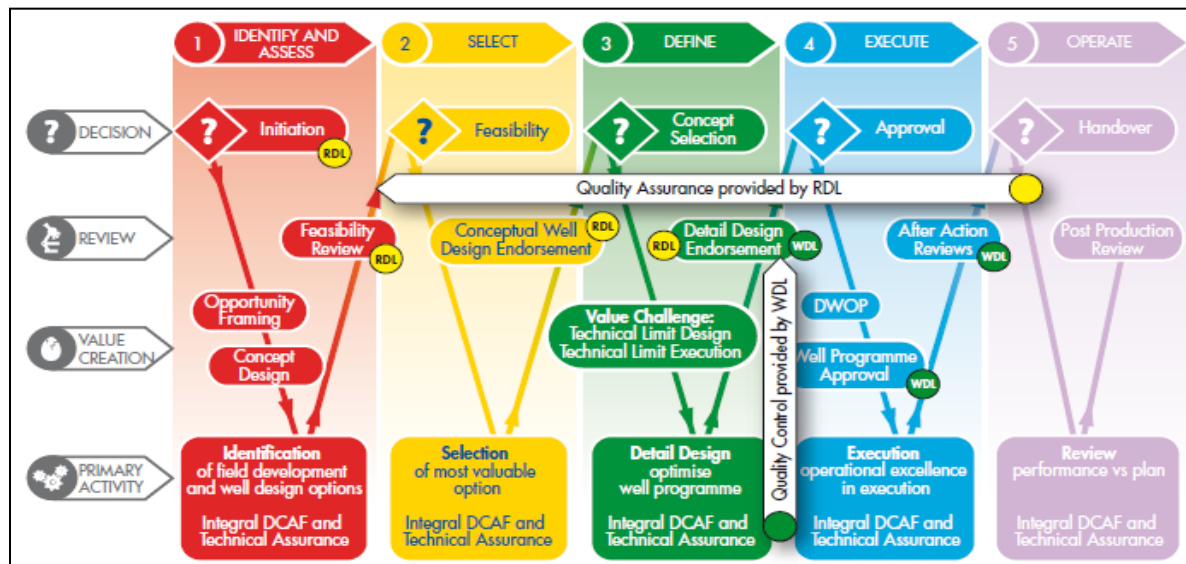 1
IDENTIFY AND
ASSESS
2
SELECT
3
DEFINE
4
EXECUTE
5
OPERATE
? DECISION
?
Initiation
RDL
?
Feasibility
?
Concept
Selection
?
Approval
?
Handover
Quality Assurance provided by RDL
REVIEW
Feasibility
Review
RDL
Conceptual Well
Design Endorsement
RDL
RDL
Detail Design
Endorsement
WDL
After Action
Reviews
WDL
Post Production
Review
VALUE
CREATION
Opportunity
Framing
Concept
Design
Value Challenge:
Technical Limit Design
Technical Limit Execution
Quality Control provided by WDL
DWOP
Well Programme
Approval
WDL
PRIMARY
ACTIVITY
Identification
of field development
and well design options
Integral DCAF and
Technical Assurance
Selection
of most valuable
option
Integral DCAF and
Technical Assurance
Detail Design
optimise
well programme
Integral DCAF and
Technical Assurance
Execution
operational excellence
in execution
Integral DCAF and
Technical Assurance
Review
performance vs plan
Integral DCAF and
Technical Assurance